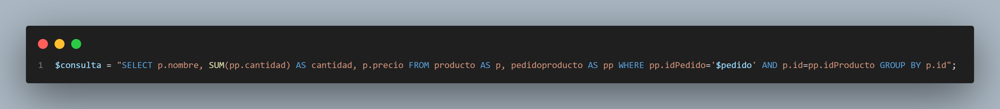 1 $consulta = "SELECT p.nombre, SUM(pp.cantidad) AS cantidad, p.precio FROM producto AS p, pedidoproducto AS pp WHERE pp.idPedido='$pedido' AND p.id=pp.idProducto GROUP BY p.id";